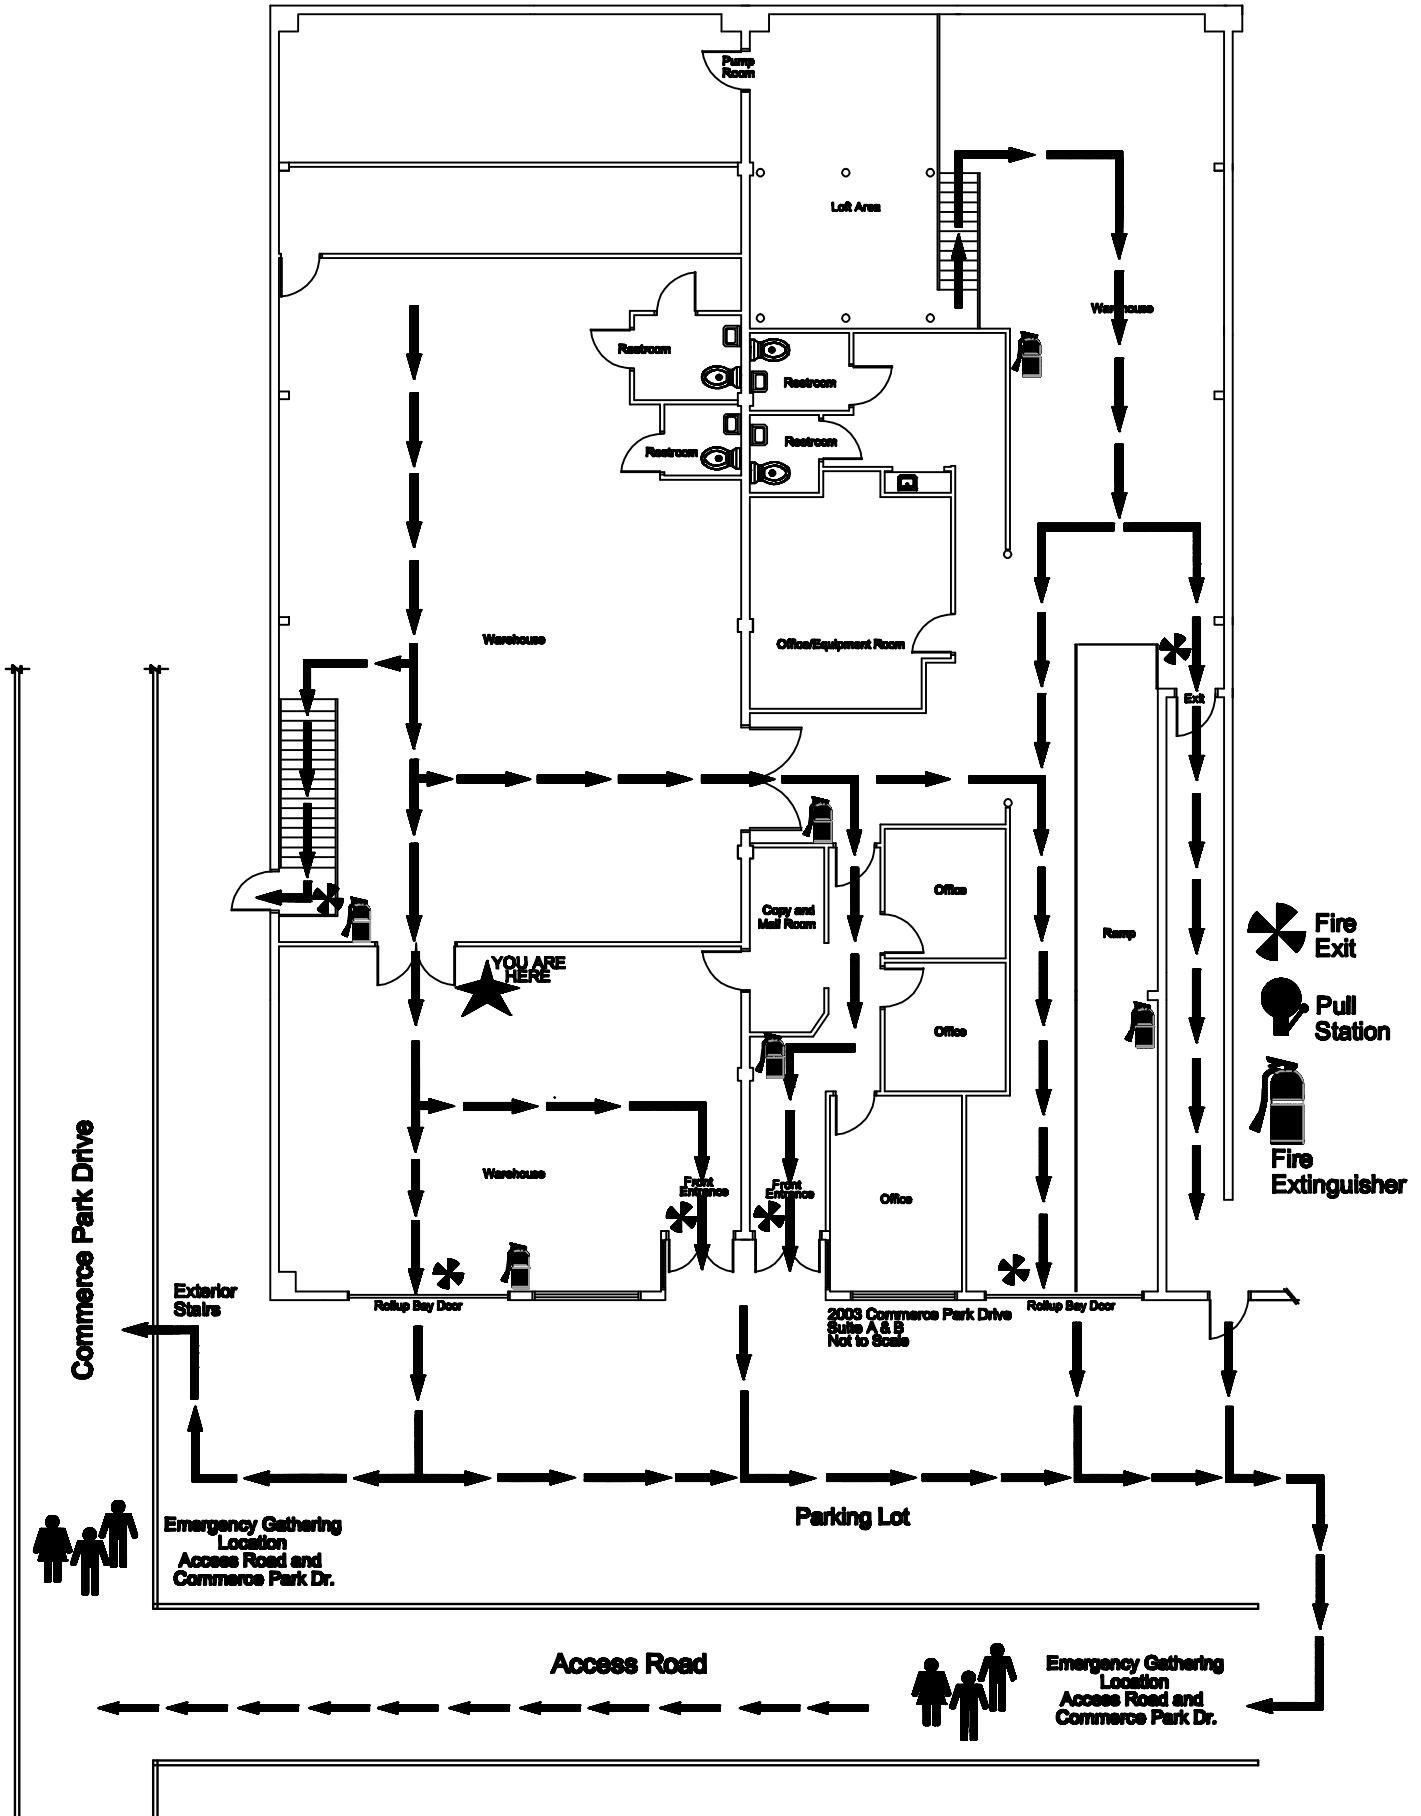 Pump
Room
Loft Area
Warehouse
Restroom
Restroom
Restroom
Restroom
Warehouse
Office/Equipment Room
Exit
Office
Copy and
Mail Room
Ramp
Fire
Exit
YOU ARE
HERE
Pull
Station
Office
Fire
Extinguisher
Warehouse
Front
Entrance
Front
Entrance
Office
Commerce Park Drive
Exterior
Stairs
Rollup Bay Door
Rollup Bay Door
2003 Commerce Park Drive
Suite A & B
Not to Scale
Parking Lot
Emergency Gathering
Location
Access Road and
Commerce Park Dr.
Access Road
Emergency Gathering
Location
Access Road and
Commerce Park Dr.